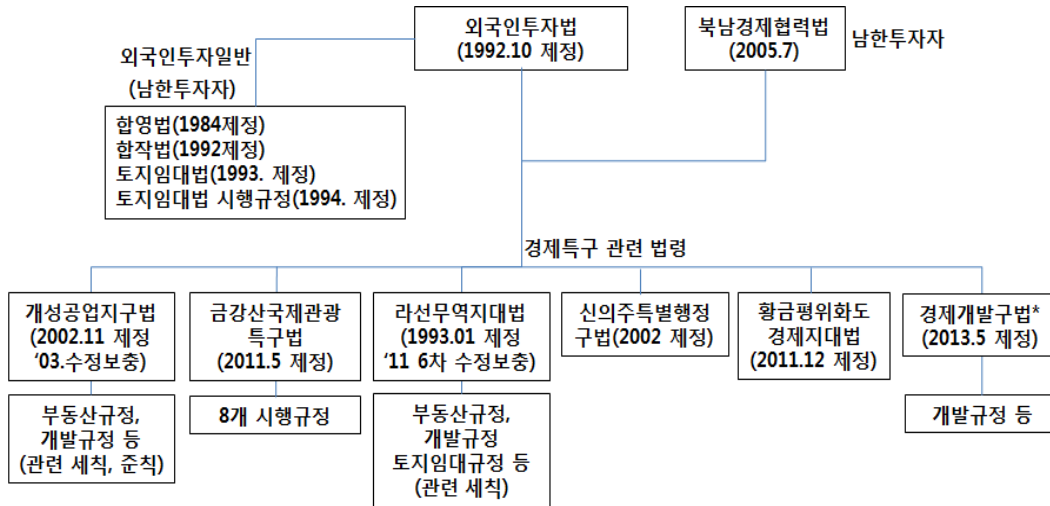 외국인투자법
(1992.10 제정)
북남경제협력법
(2005.7)
남한투자자
외국인투자일반
(남한투자자)
합영법(1984제정)
합작법(1992제정)
토지임대법(1993. 제정)
토지임대법 시행규정(1994. 제정)
경제특구 관련 법령
개성공업지구법
(2002.11 제정
‘03.수정보충)
금강산국제관광
특구법
(2011.5 제정)
라선무역지대법
(1993.01 제정
‘11 6차 수정보충)
신의주특별행정
구법(2002 제정)
황금평위화도
경제지대법
(2011.12 제정)
경제개발구법*
(2013.5 제정)
부동산규정,
개발규정 등
(관련 세칙, 준칙)
8개 시행규정
부동산규정,
개발규정
토지임대규정 등
(관련 세칙)
개발규정 등